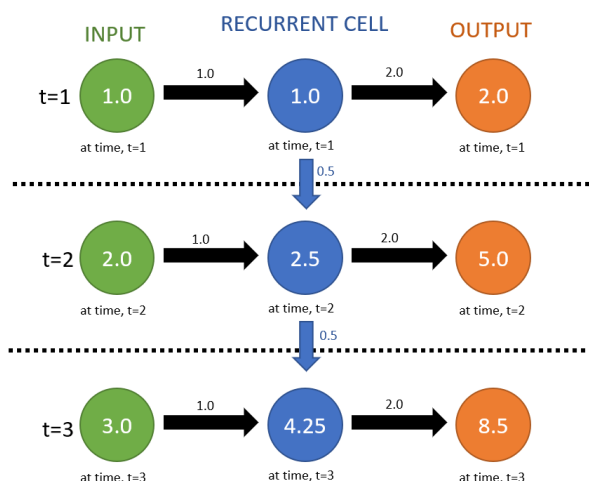 INPUT
RECURRENT CELL
OUTPUT
t=1
1.0
1.0
1.0
2.0
2.0
at time, t=1
at time, t=1
at time, t=1
0.5
t=2
2.0
1.0
2.5
2.0
5.0
at time, t=2
at time, t=2
at time, t=2
0.5
t=3
3.0
1.0
4.25
2.0
8.5
at time, t=3
at time, t=3
at time, t=3